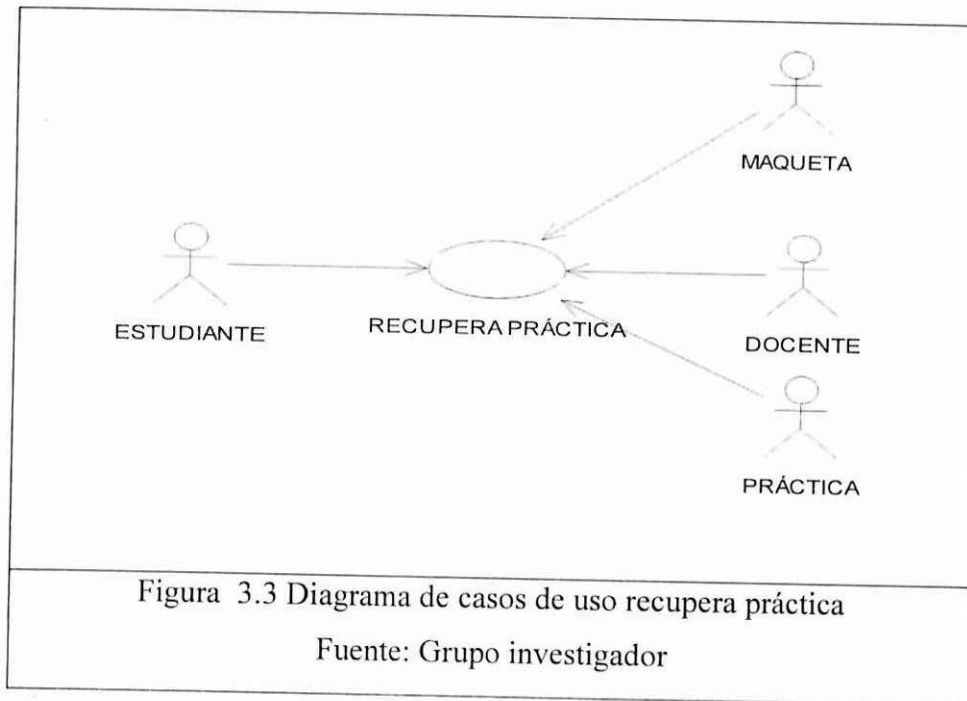 MAQUETA
ESTUDIANTE
RECUPERA PRÁCTICA
DOCENTE
PRÁCTICA
Figura 3.3 Diagrama de casos de uso recupera práctica
Fuente: Grupo investigador